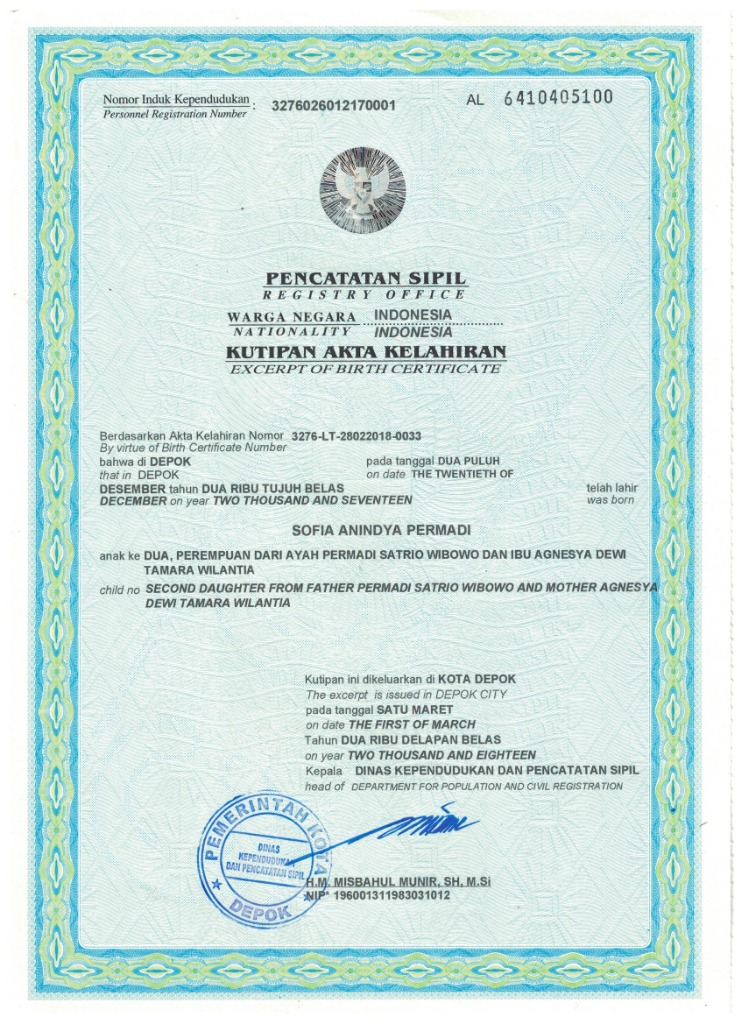 Nomor Induk Kependudukan : 3276026012170001 AL 6410405100
Personnel Registration Number
PENCATATAN SIPIL
REGISTRY OFFICE
WARGA NEGARA INDONESIA
NATIONALITY INDONESIA
KUTIPAN AKTA KELAHIRAN
EXCERPT OF BIRTH CERTIFICATE
Berdasarkan Akta Kelahiran Nomor 3276-LT-28022018-0033
By virtue of Birth Certificate Number
bahwa di DEPOK pada tanggal DUA PULUH
that in DEPOK on date THE TWENTIETH OF
DESEMBER tahun DUA RIBU TUJUH BELAS telah lahir
DECEMBER on year TWO THOUSAND AND SEVENTEEN was born
SOFIA ANINDYA PERMADI
anak ke DUA, PEREMPUAN DARI AYAH PERMADI SATRIO WIBOWO DAN IBU AGNESYA DEWI
TAMARA WILANTIA
child no SECOND DAUGHTER FROM FATHER PERMADI SATRIO WIBOWO AND MOTHER AGNESYA
DEWI TAMARA WILANTIA
Kutipan ini dikeluarkan di KOTA DEPOK
The excerpt is issued in DEPOK CITY
pada tanggal SATU MARET
on date THE FIRST OF MARCH
Tahun DUA RIBU DELAPAN BELAS
on year TWO THOUSAND AND EIGHTEEN
Kepala DINAS KEPENDUDUKAN DAN PENCATATAN SIPIL
head of DEPARTMENT FOR POPULATION AND CIVIL REGISTRATION
PEMERINTAH KOTA
DINAS
KEPENDUDUKAN
DAN PENCATATAN SIPIL
DEPOK
H.M. MISBAHUL MUNIR, SH, M.Si
NIP* 196001311983031012